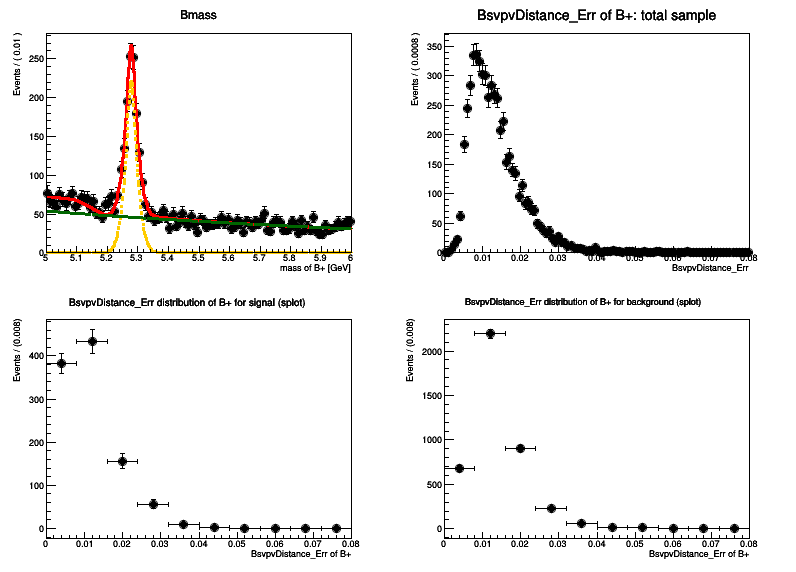 Bmass
Events / ( 0.01 )
250
200
150
100
50
0
5 5.1 5.2 5.3 5.4 5.5 5.6 5.7 5.8 5.9 6
mass of B+ [GeV]
BsvpvDistance_Err of B+: total sample
Events / ( 0.0008 )
350
300
250
200
150
100
50
0
0 0.01 0.02 0.03 0.04 0.05 0.06 0.07 0.08
BsvpvDistance_Err
BsvpvDistance_Err distribution of B+ for signal (splot)
Events / (0.008)
400
300
200
100
0
0.00 0.01 0.02 0.03 0.04 0.05 0.06 0.07 0.08
BsvpvDistance_Err of B+
BsvpvDistance_Err distribution of B+ for background (splot)
Events / (0.008)
2000
1500
1000
500
0
0.00 0.01 0.02 0.03 0.04 0.05 0.06 0.07 0.08
BsvpvDistance_Err of B+